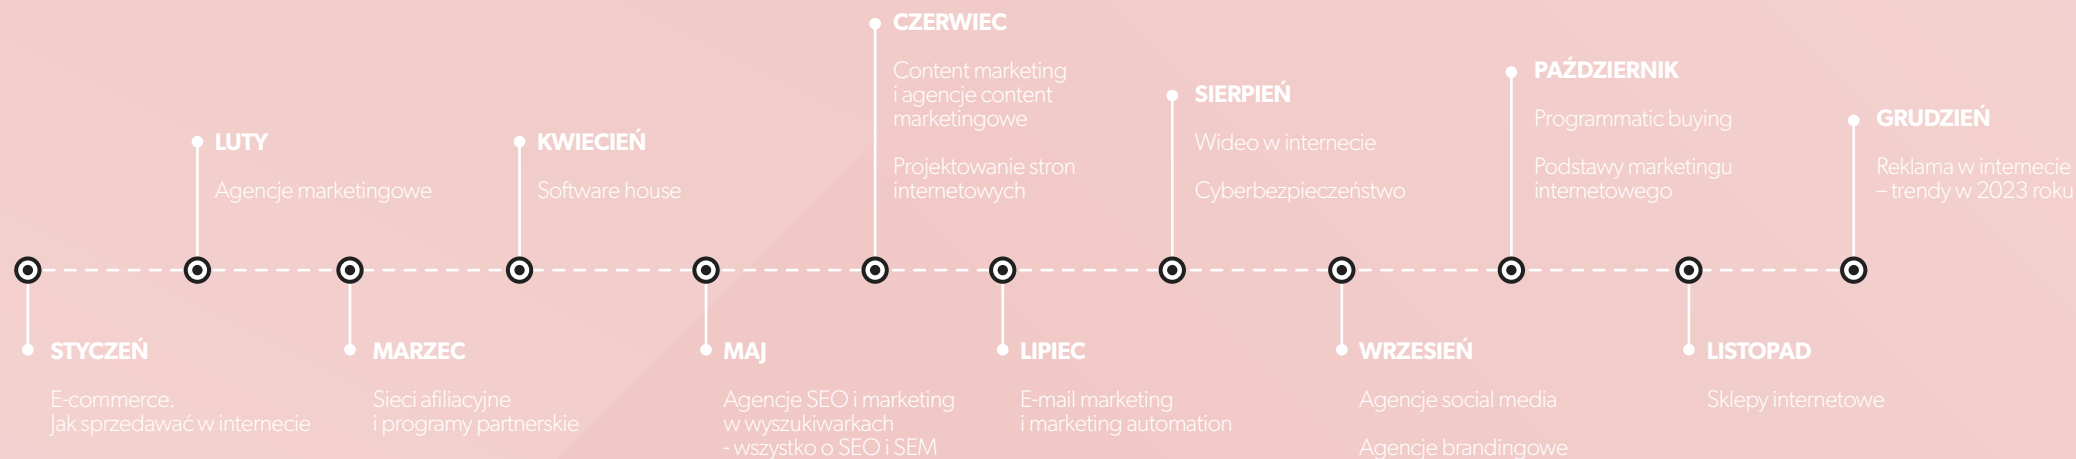 STYCZEŃ
E-commerce.
Jak sprzedawać w internecie
LUTY
Agencje marketingowe
MARZEC
Sieci afiliacyjne
i programy partnerskie
KWIECIEŃ
Software house
MAJ
Agencje SEO i marketing
w wyszukiwarkach
- wszystko o SEO i SEM
CZERWIEC
Content marketing
i agencje content
marketingowe
Projektowanie stron
internetowych
LIPIEC
E-mail marketing
i marketing automation
SIERPIEŃ
Wideo w internecie
Cyberbezpieczeństwo
WRZESIEŃ
Agencje social media
Agencje brandingowe
PAŹDZIERNIK
Programmatic buying
Podstawy marketingu
internetowego
LISTOPAD
Sklepy internetowe
GRUDZIEŃ
Reklama w internecie
– trendy w 2023 roku